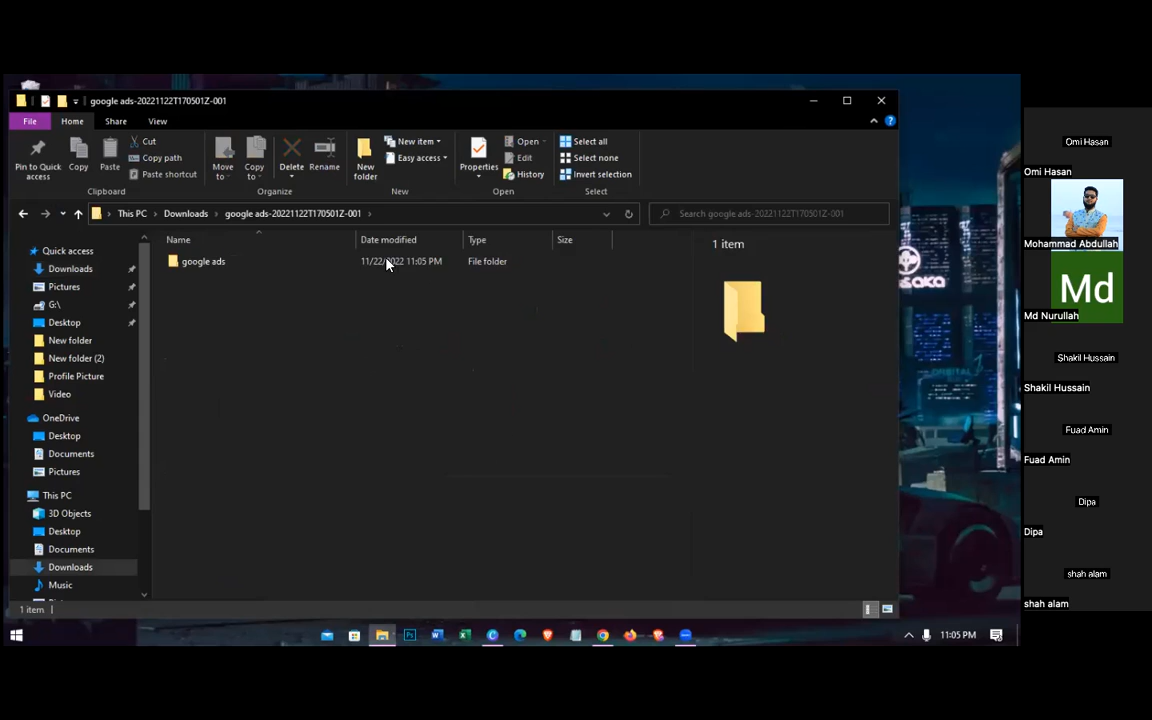 google ads-20221122T170501Z-001
File Home Share View
Pin to Quick access
Copy
Paste
Cut
Copy path
Paste shortcut
Clipboard
Move to
Copy to
Delete
Rename
Organize
New folder
New item
Easy access
New
Properties
Open
Edit
History
Open
Select all
Select none
Invert selection
Select
This PC > Downloads > google ads-20221122T170501Z-001 >
Search google ads-20221122T170501Z-001
Name Date modified Type Size
google ads 11/22/2022 11:05 PM File folder
1 item
Quick access
Downloads
Pictures
G:\
Desktop
New folder
New folder (2)
Profile Picture
Video
OneDrive
Desktop
Documents
Pictures
This PC
3D Objects
Desktop
Documents
Downloads
Music
1 item
Ps
11:05 PM
osaka
ORBITAL
Omi Hasan
Omi Hasan
Mohammad Abdullah
Md
Md Nurullah
Shakil Hussain
Shakil Hussain
Fuad Amin
Fuad Amin
Dipa
Dipa
shah alam
shah alam